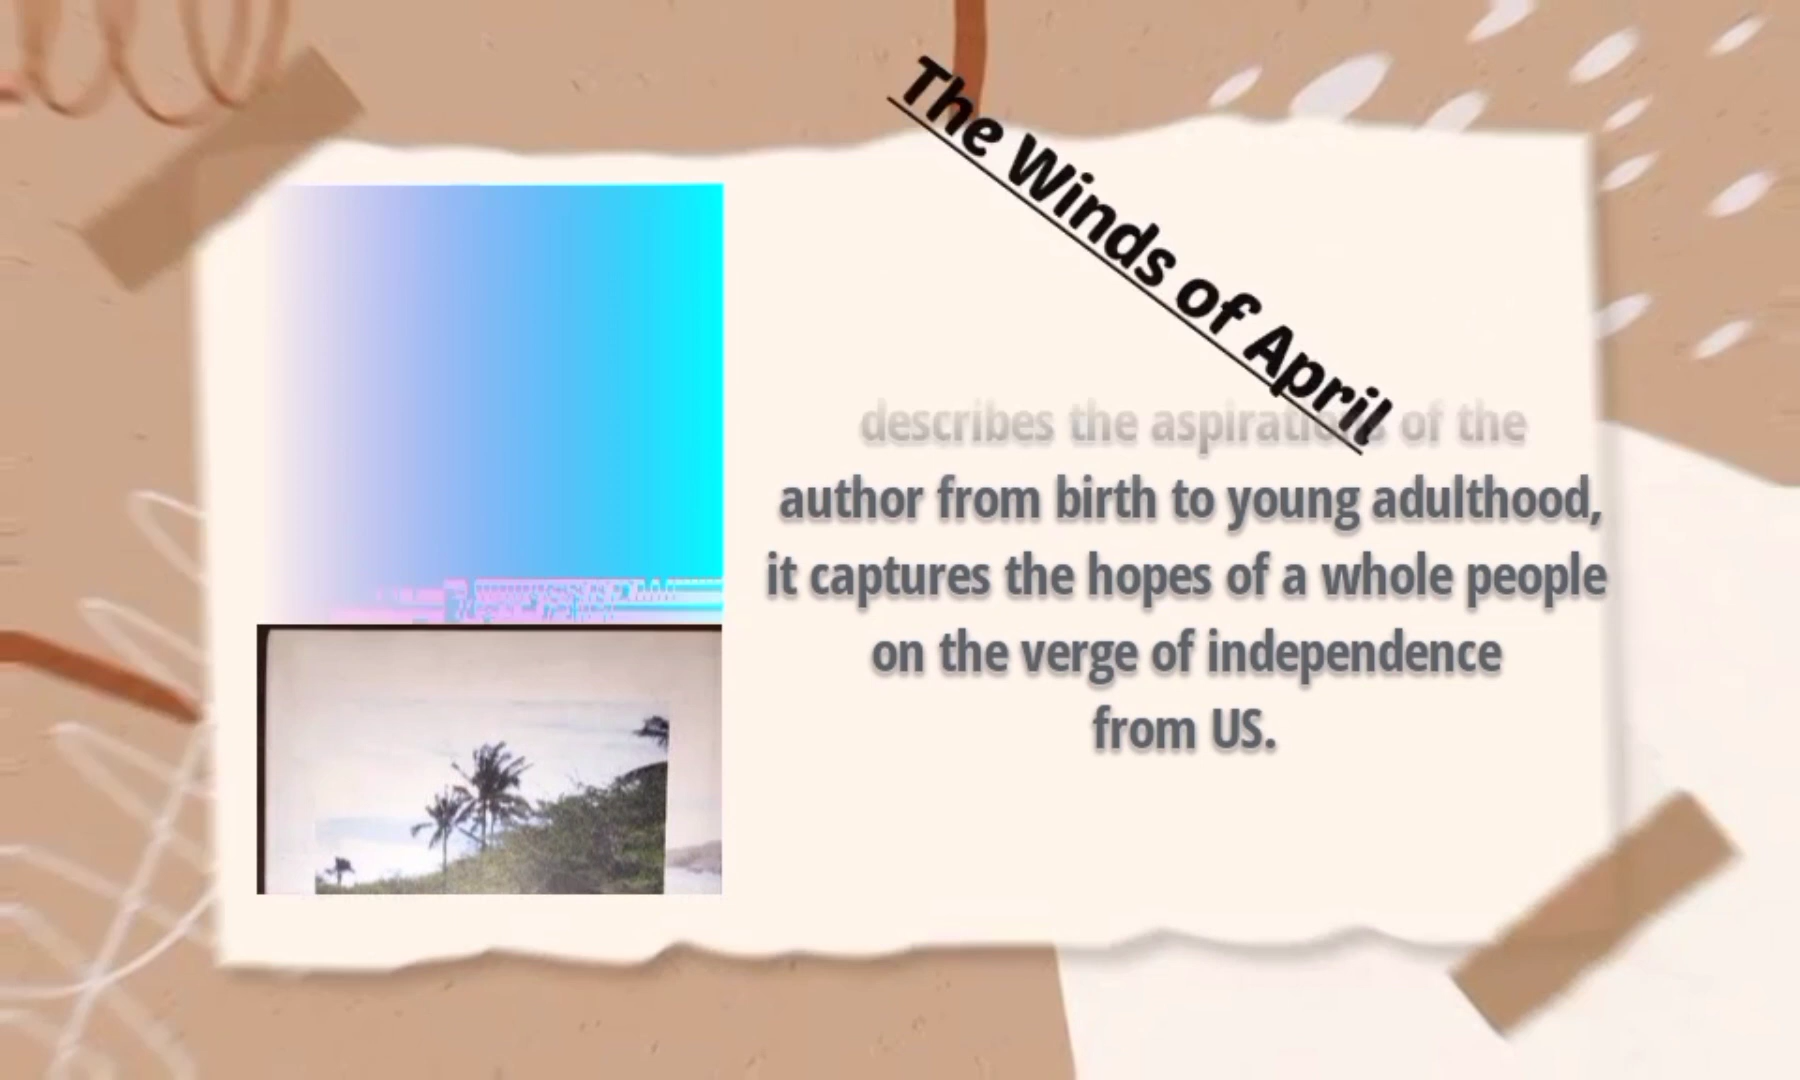 The Winds of April
describes the aspirations of the
author from birth to young adulthood,
it captures the hopes of a whole people
on the verge of independence
from US.